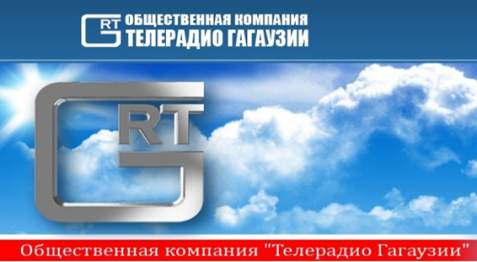 GRT ОБЩЕСТВЕННАЯ КОМПАНИЯ
ТЕЛЕРАДИО ГАГАУЗИИ
GRT
Общественная компания "Телерадио Гагаузии"